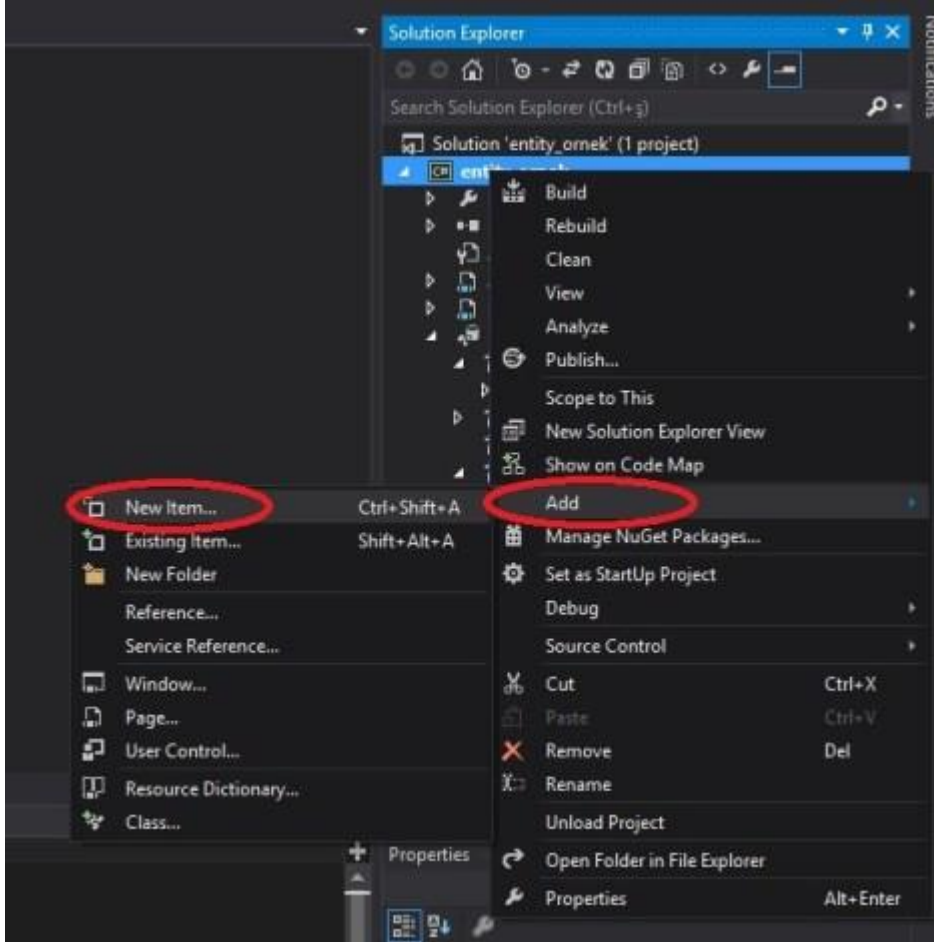 Solution Explorer
Notifications
Search Solution Explorer (Ctrl+ş)
Solution 'entity_ornek' (1 project)
Build
Rebuild
Clean
View
Analyze
Publish...
Scope to This
New Solution Explorer View
Show on Code Map
Add
Manage NuGet Packages...
Set as StartUp Project
Debug
Source Control
Cut Ctrl+X
Paste Ctrl+V
Remove Del
Rename
Unload Project
Open Folder in File Explorer
Properties Alt+Enter
New Item... Ctrl+Shift+A
Existing Item... Shift+Alt+A
New Folder
Reference...
Service Reference...
Window...
Page...
User Control...
Resource Dictionary...
Class...
Properties